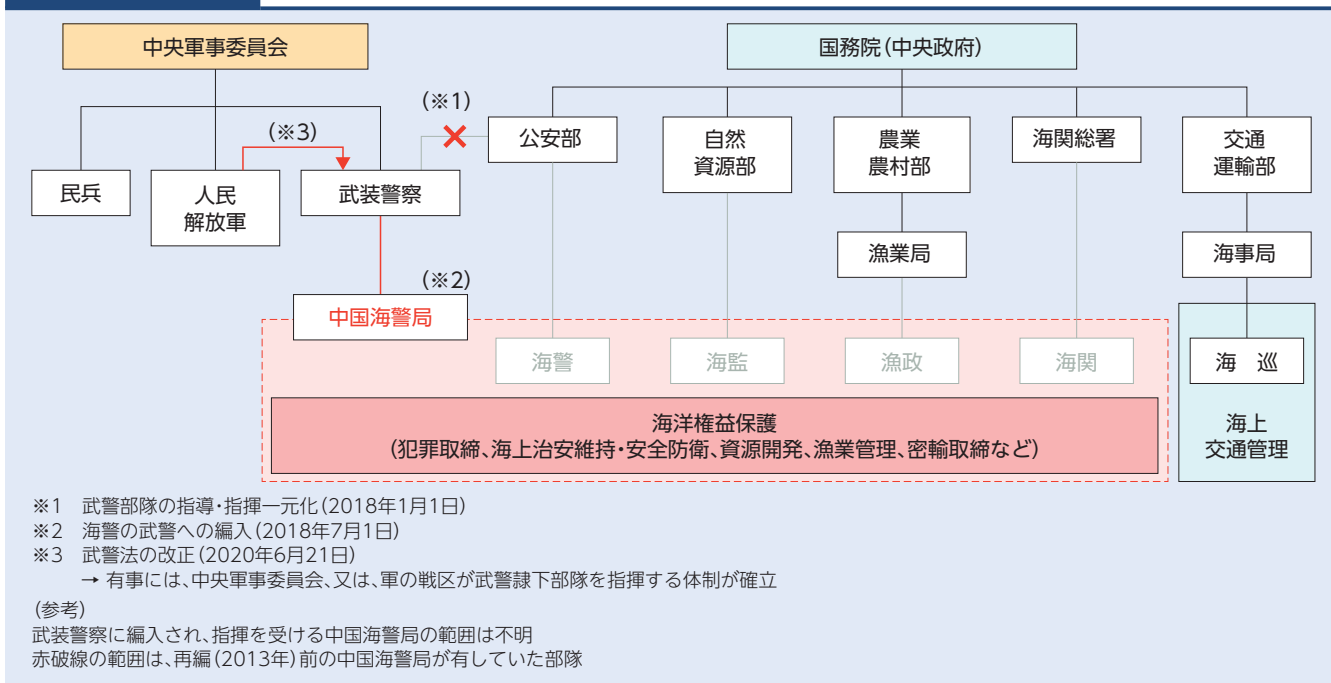 中央軍事委員会
国務院(中央政府)
(※1)
(※3)
公安部
自然
資源部
農業
農村部
海関総署
交通
運輸部
民兵
人民
解放軍
武装警察
漁業局
海事局
(※2)
中国海警局
海警
海監
漁政
海関
海　巡
海洋権益保護
(犯罪取締、海上治安維持・安全防衛、資源開発、漁業管理、密輸取締など)
海上
交通管理
※1　武警部隊の指導・指揮一元化(2018年1月1日)
※2　海警の武警への編入(2018年7月1日)
※3　武警法の改正(2020年6月21日)
→ 有事には、中央軍事委員会、又は、軍の戦区が武警隷下部隊を指揮する体制が確立
(参考)
武装警察に編入され、指揮を受ける中国海警局の範囲は不明
赤破線の範囲は、再編(2013年)前の中国海警局が有していた部隊